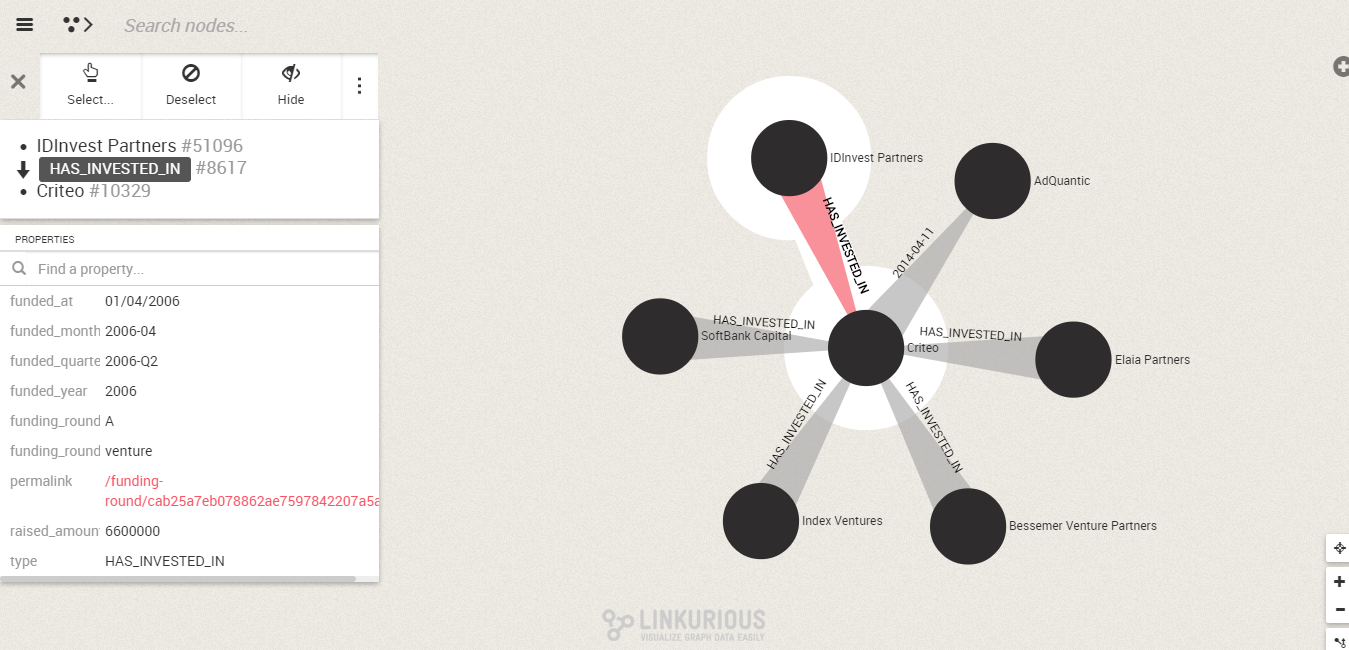 Search nodes...
Select...
Deselect
Hide
IDInvest Partners #51096
HAS_INVESTED_IN #8617
Criteo #10329
PROPERTIES
Find a property...
funded_at 01/04/2006
funded_month 2006-04
funded_quarte 2006-Q2
funded_year 2006
funding_round A
funding_round venture
permalink /funding-
round/cab25a7eb078862ae7597842207a5a
raised_amoun 6600000
type HAS_INVESTED_IN
IDInvest Partners
AdQuantic
HAS_INVESTED_IN
2014-04-11
HAS_INVESTED_IN
SoftBank Capital
HAS_INVESTED_IN
Criteo
Elaia Partners
HAS_INVESTED_IN
HAS_INVESTED_IN
Index Ventures
Bessemer Venture Partners
LINKURIOUS
VISUALIZE GRAPH DATA EASILY